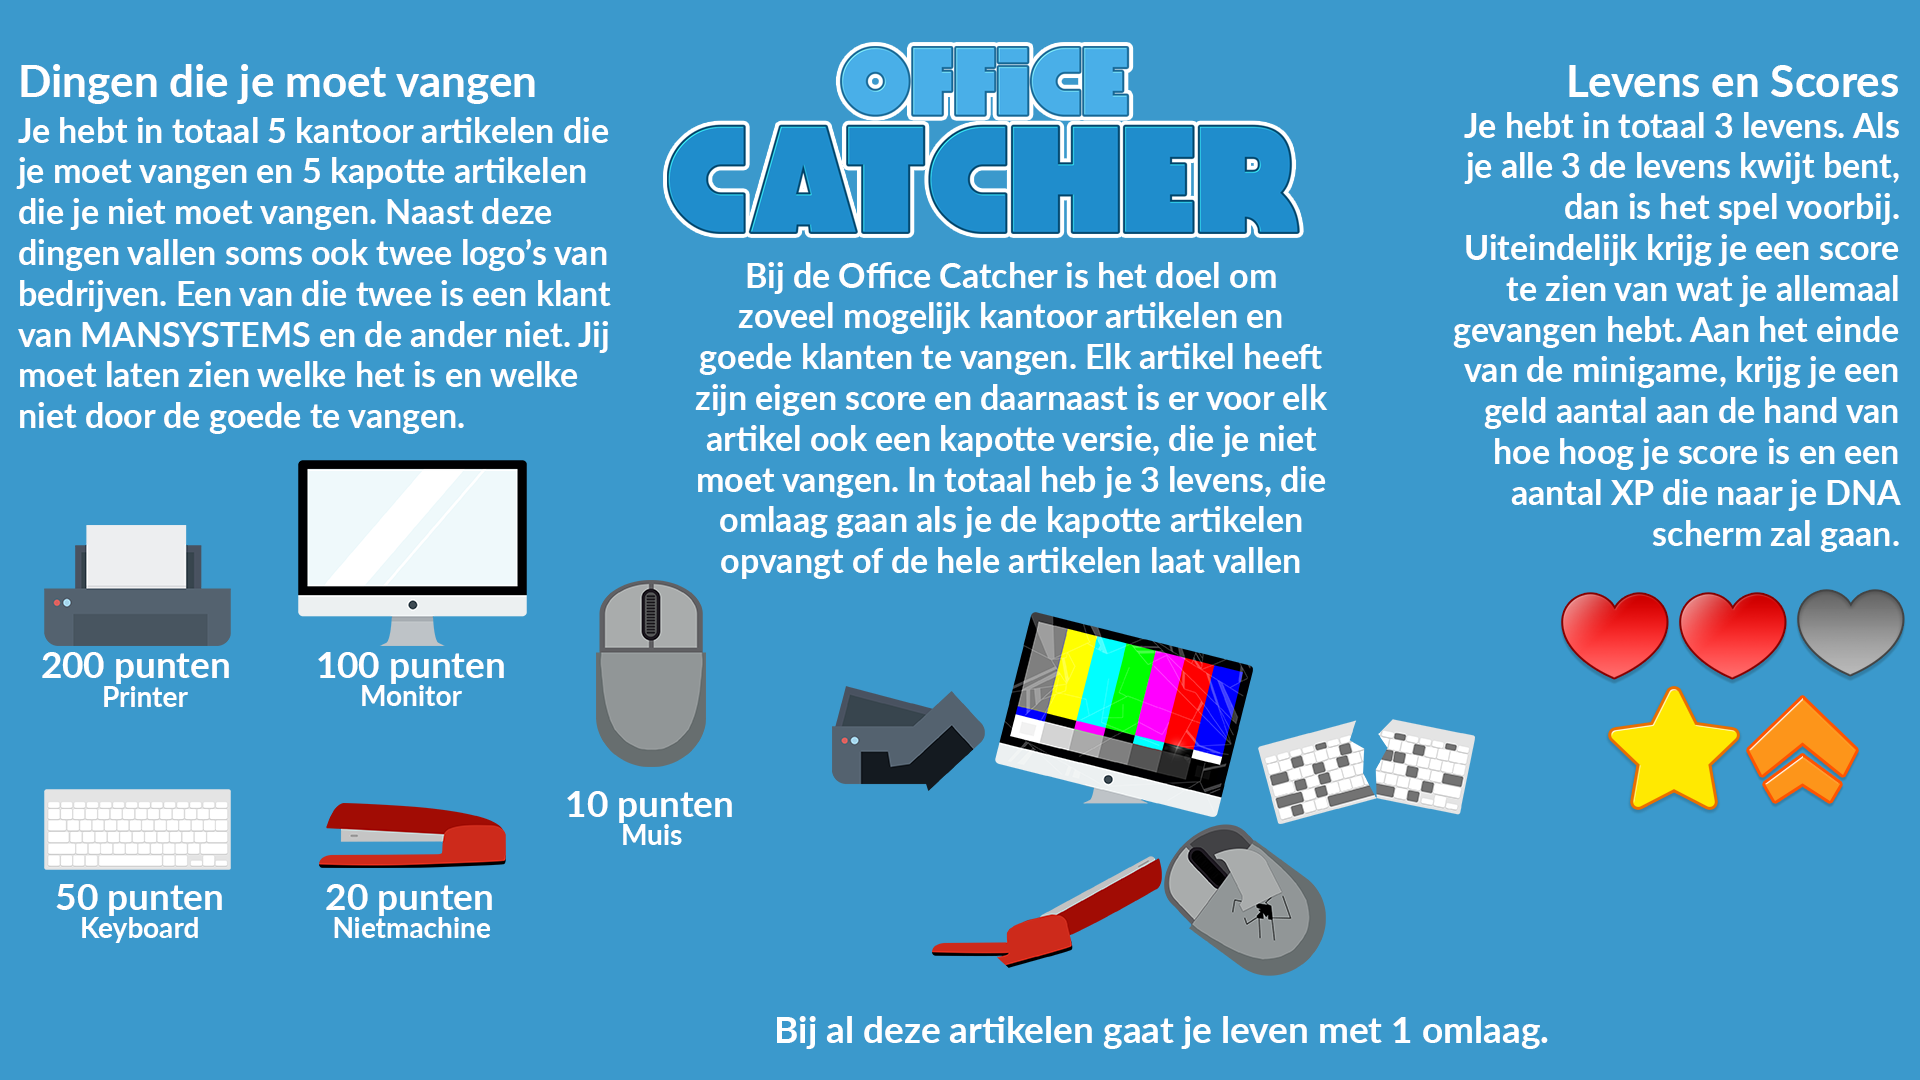 Dingen die je moet vangen
Je hebt in totaal 5 kantoor artikelen die
je moet vangen en 5 kapotte artikelen
die je niet moet vangen. Naast deze
dingen vallen soms ook twee logo’s van
bedrijven. Een van die twee is een klant
van MANSYSTEMS en de ander niet. Jij
moet laten zien welke het is en welke
niet door de goede te vangen.
200 punten
Printer
100 punten
Monitor
10 punten
Muis
50 punten
Keyboard
20 punten
Nietmachine
OFFiCE
CATCHER
Bij de Office Catcher is het doel om
zoveel mogelijk kantoor artikelen en
goede klanten te vangen. Elk artikel heeft
zijn eigen score en daarnaast is er voor elk
artikel ook een kapotte versie, die je niet
moet vangen. In totaal heb je 3 levens, die
omlaag gaan als je de kapotte artikelen
opvangt of de hele artikelen laat vallen
Bij al deze artikelen gaat je leven met 1 omlaag.
Levens en Scores
Je hebt in totaal 3 levens. Als
je alle 3 de levens kwijt bent,
dan is het spel voorbij.
Uiteindelijk krijg je een score
te zien van wat je allemaal
gevangen hebt. Aan het einde
van de minigame, krijg je een
geld aantal aan de hand van
hoe hoog je score is en een
aantal XP die naar je DNA
scherm zal gaan.